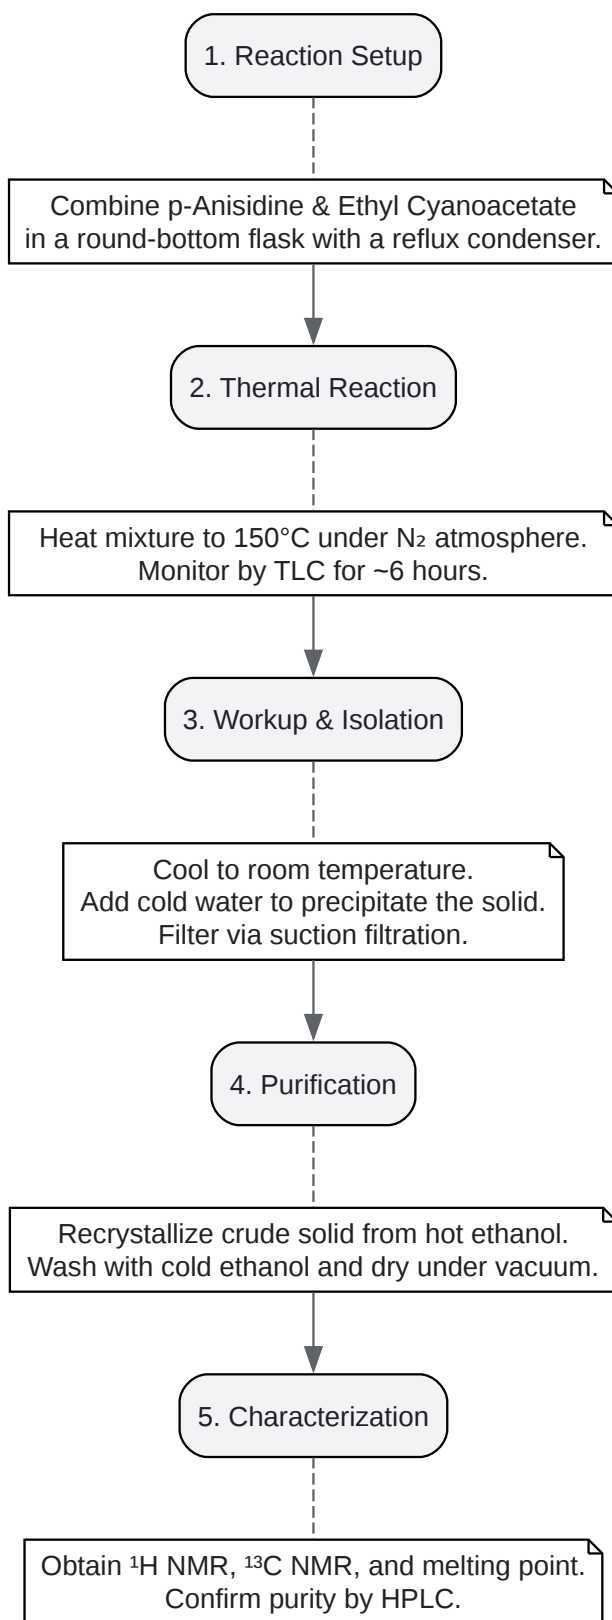 1. Reaction Setup
Combine p-Anisidine & Ethyl Cyanoacetate
in a round-bottom flask with a reflux condenser.
2. Thermal Reaction
Heat mixture to 150°C under N₂ atmosphere.
Monitor by TLC for ~6 hours.
3. Workup & Isolation
Cool to room temperature.
Add cold water to precipitate the solid.
Filter via suction filtration.
4. Purification
Recrystallize crude solid from hot ethanol.
Wash with cold ethanol and dry under vacuum.
5. Characterization
Obtain ¹H NMR, ¹³C NMR, and melting point.
Confirm purity by HPLC.